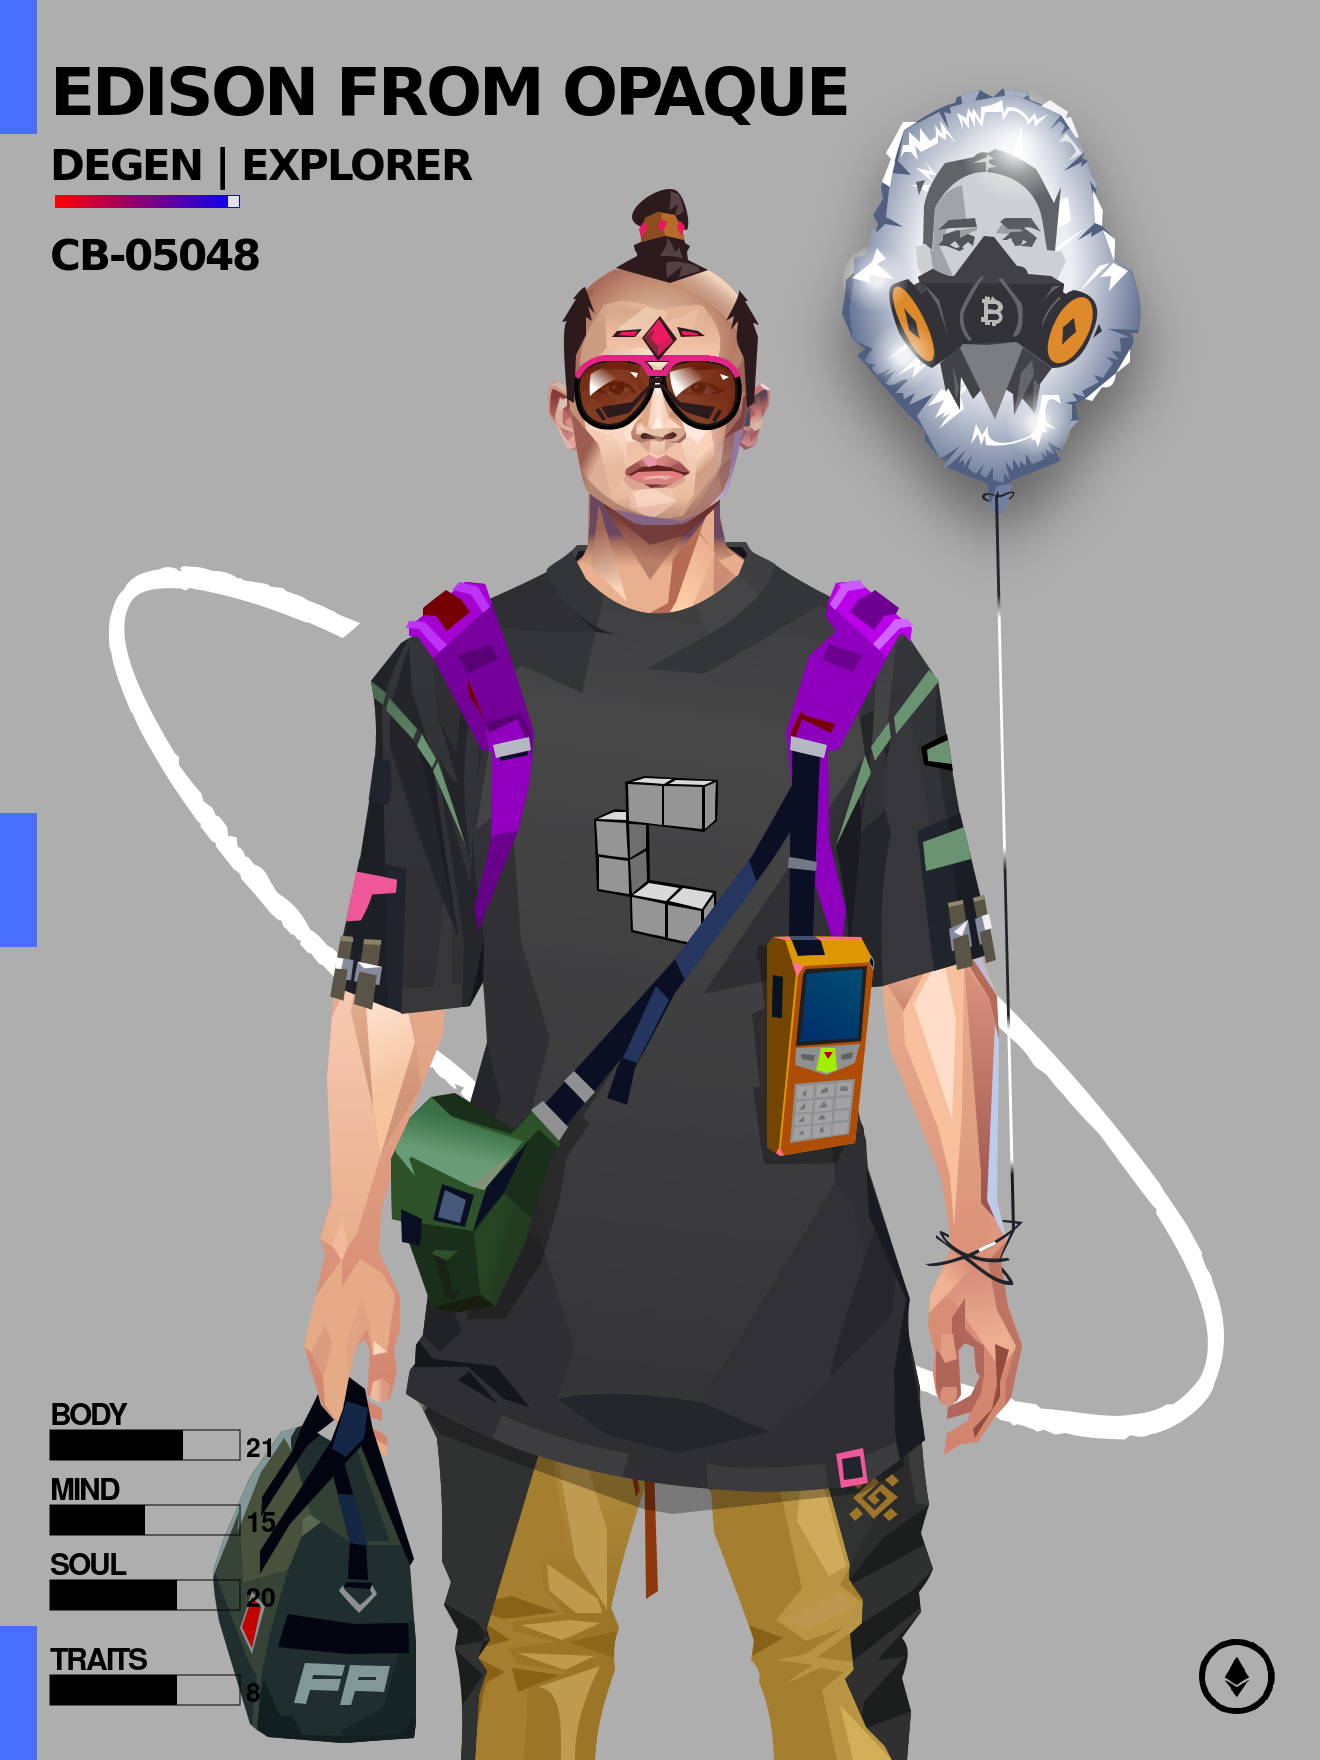 EDISON FROM OPAQUE
DEGEN | EXPLORER
CB-05048
BODY
21
MIND
15
SOUL
20
TRAITS
8
FP